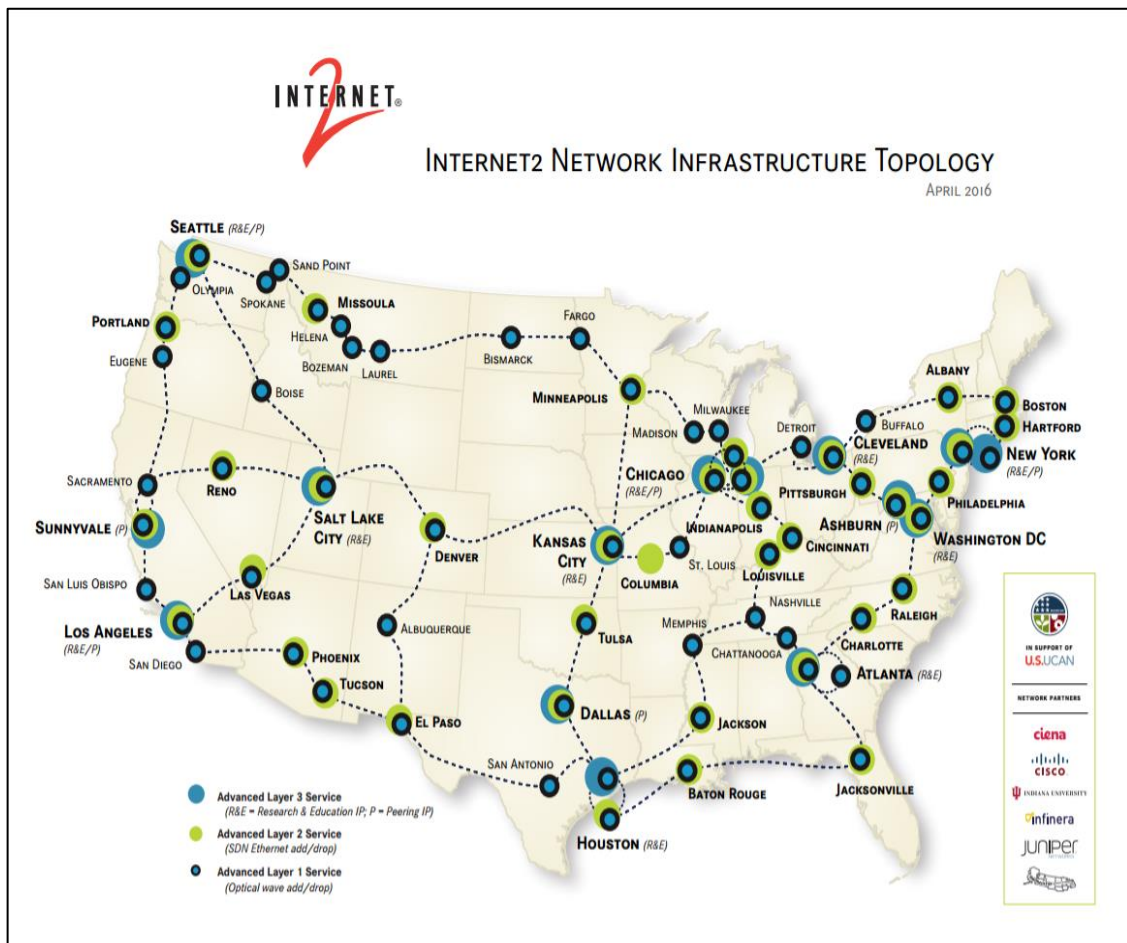 INTERNET®
2
INTERNET2 NETWORK INFRASTRUCTURE TOPOLOGY
APRIL 2016
SEATTLE (R&E/P)
SAND POINT
OLYMPIA
SPOKANE
MISSOULA
PORTLAND
HELENA
FARGO
EUGENE
BOZEMAN
LAUREL
BISMARCK
BOISE
MINNEAPOLIS
ALBANY
MILWAUKEE
BOSTON
MADISON
DETROIT
BUFFALO
HARTFORD
CLEVELAND
(R&E)
NEW YORK
(R&E/P)
SACRAMENTO
RENO
CHICAGO
(R&E/P)
PITTSBURGH
PHILADELPHIA
SUNNYVALE (P)
SALT LAKE
CITY (R&E)
DENVER
KANSAS
CITY
(R&E)
INDIANAPOLIS
ASHBURN (P)
WASHINGTON DC
(R&E)
CINCINNATI
ST. LOUIS
COLUMBIA
LOUISVILLE
SAN LUIS OBISPO
LAS VEGAS
NASHVILLE
RALEIGH
LOS ANGELES
(R&E/P)
ALBUQUERQUE
TULSA
MEMPHIS
CHARLOTTE
SAN DIEGO
PHOENIX
CHATTANOOGA
ATLANTA (R&E)
TUCSON
EL PASO
DALLAS (P)
JACKSON
SAN ANTONIO
BATON ROUGE
JACKSONVILLE
HOUSTON (R&E)
Advanced Layer 3 Service
(R&E = Research & Education IP; P = Peering IP)
Advanced Layer 2 Service
(SDN Ethernet add/drop)
Advanced Layer 1 Service
(Optical wave add/drop)
IN SUPPORT OF
U.S.UCAN
NETWORK PARTNERS
ciena
CISCO
INDIANA UNIVERSITY
infinera
JUNIPER
NETWORKS